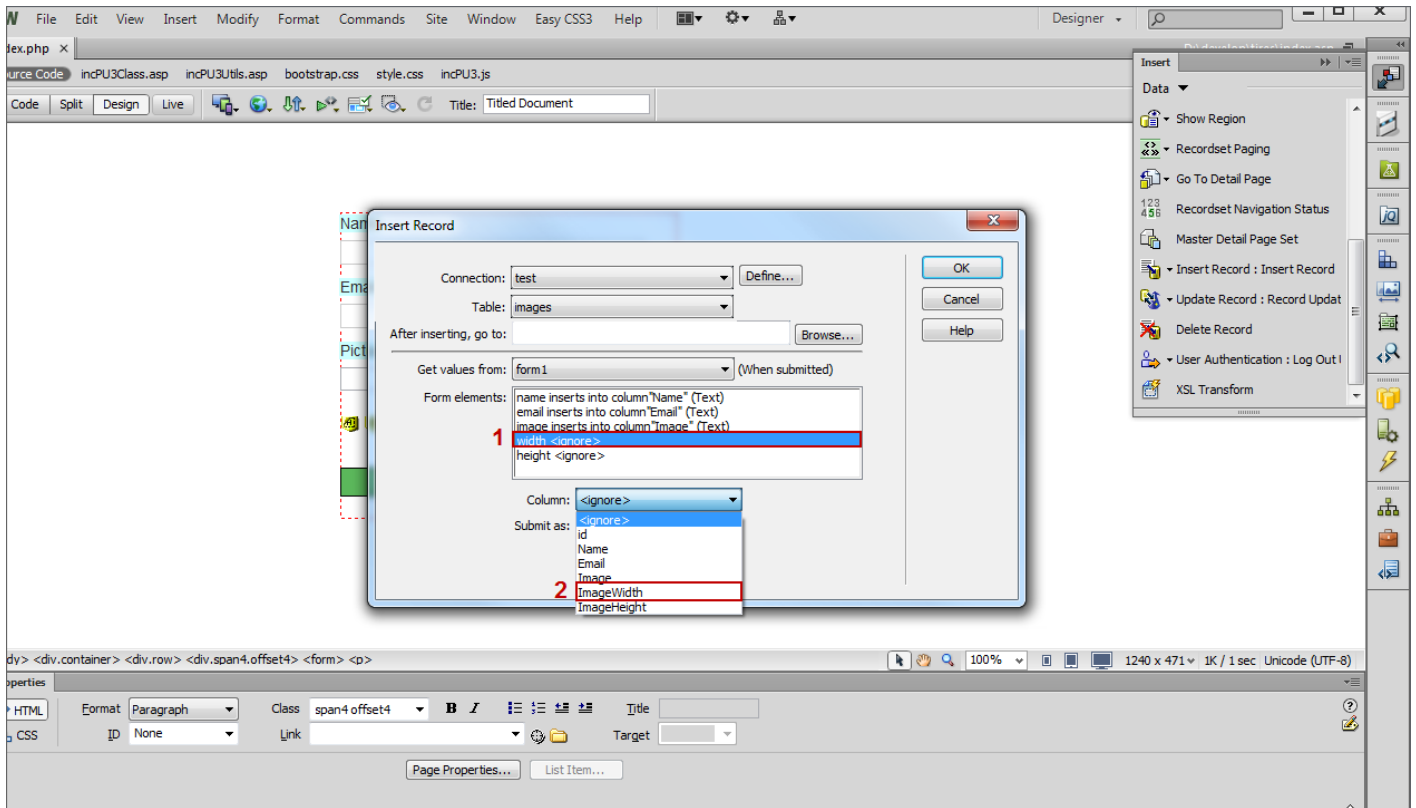 W File Edit View Insert Modify Format Commands Site Window Easy CSS3 Help Designer
dex.php
D:\develop\tires\index.asp
Source Code incPU3Class.asp incPU3Utils.asp bootstrap.css style.css incPU3.js
Code Split Design Live Title: Titled Document
Insert
Data
Show Region
Recordset Paging
Go To Detail Page
123
456 Recordset Navigation Status
Master Detail Page Set
Insert Record : Insert Record
Update Record : Record Updat
Delete Record
User Authentication : Log Out
XSL Transform
Nam
Ema
Pict
Insert Record
Connection: test Define...
Table: images
After inserting, go to: Browse...
Get values from: form1 (When submitted)
Form elements: name inserts into column"Name" (Text)
email inserts into column"Email" (Text)
image inserts into column"Image" (Text)
1 width <ignore>
height <ignore>
Column: <ignore>
Submit as: <ignore>
id
Name
Email
Image
2 ImageWidth
ImageHeight
OK
Cancel
Help
dy> <div.container> <div.row> <div.span4.offset4> <form> <p> 100% 1240 x 471 1K / 1 sec Unicode (UTF-8)
operties
HTML Format Paragraph Class span4 offset4 B I Title
CSS ID None Link Target
Page Properties... List Item...